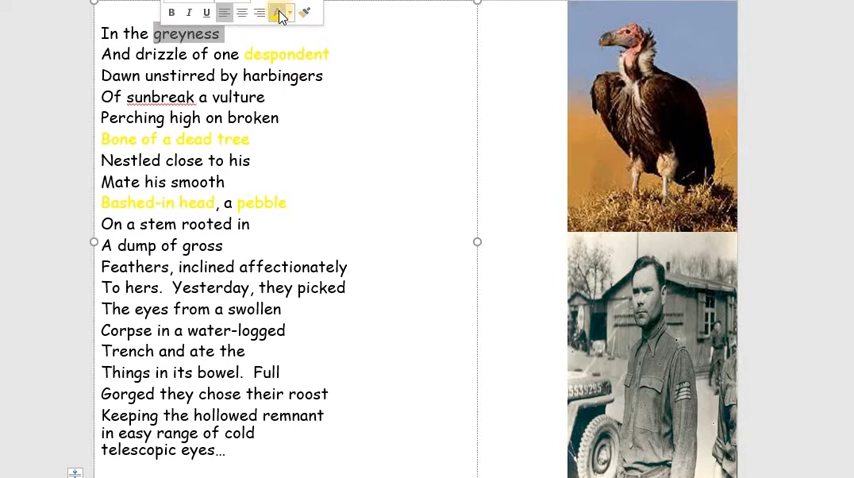 B I U
In the greyness
And drizzle of one despondent
Dawn unstirred by harbingers
Of sunbreak a vulture
Perching high on broken
Bone of a dead tree
Nestled close to his
Mate his smooth
Bashed-in head, a pebble
On a stem rooted in
A dump of gross
Feathers, inclined affectionately
To hers.  Yesterday, they picked
The eyes from a swollen
Corpse in a water-logged
Trench and ate the
Things in its bowel.  Full
Gorged they chose their roost
Keeping the hollowed remnant
in easy range of cold
telescopic eyes…